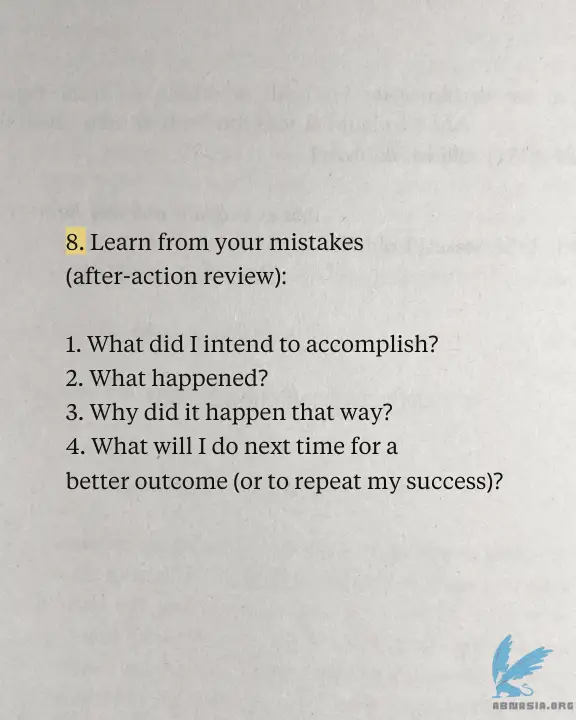 8. Learn from your mistakes
(after-action review):
1. What did I intend to accomplish?
2. What happened?
3. Why did it happen that way?
4. What will I do next time for a
better outcome (or to repeat my success)?
ABNASIA.ORG